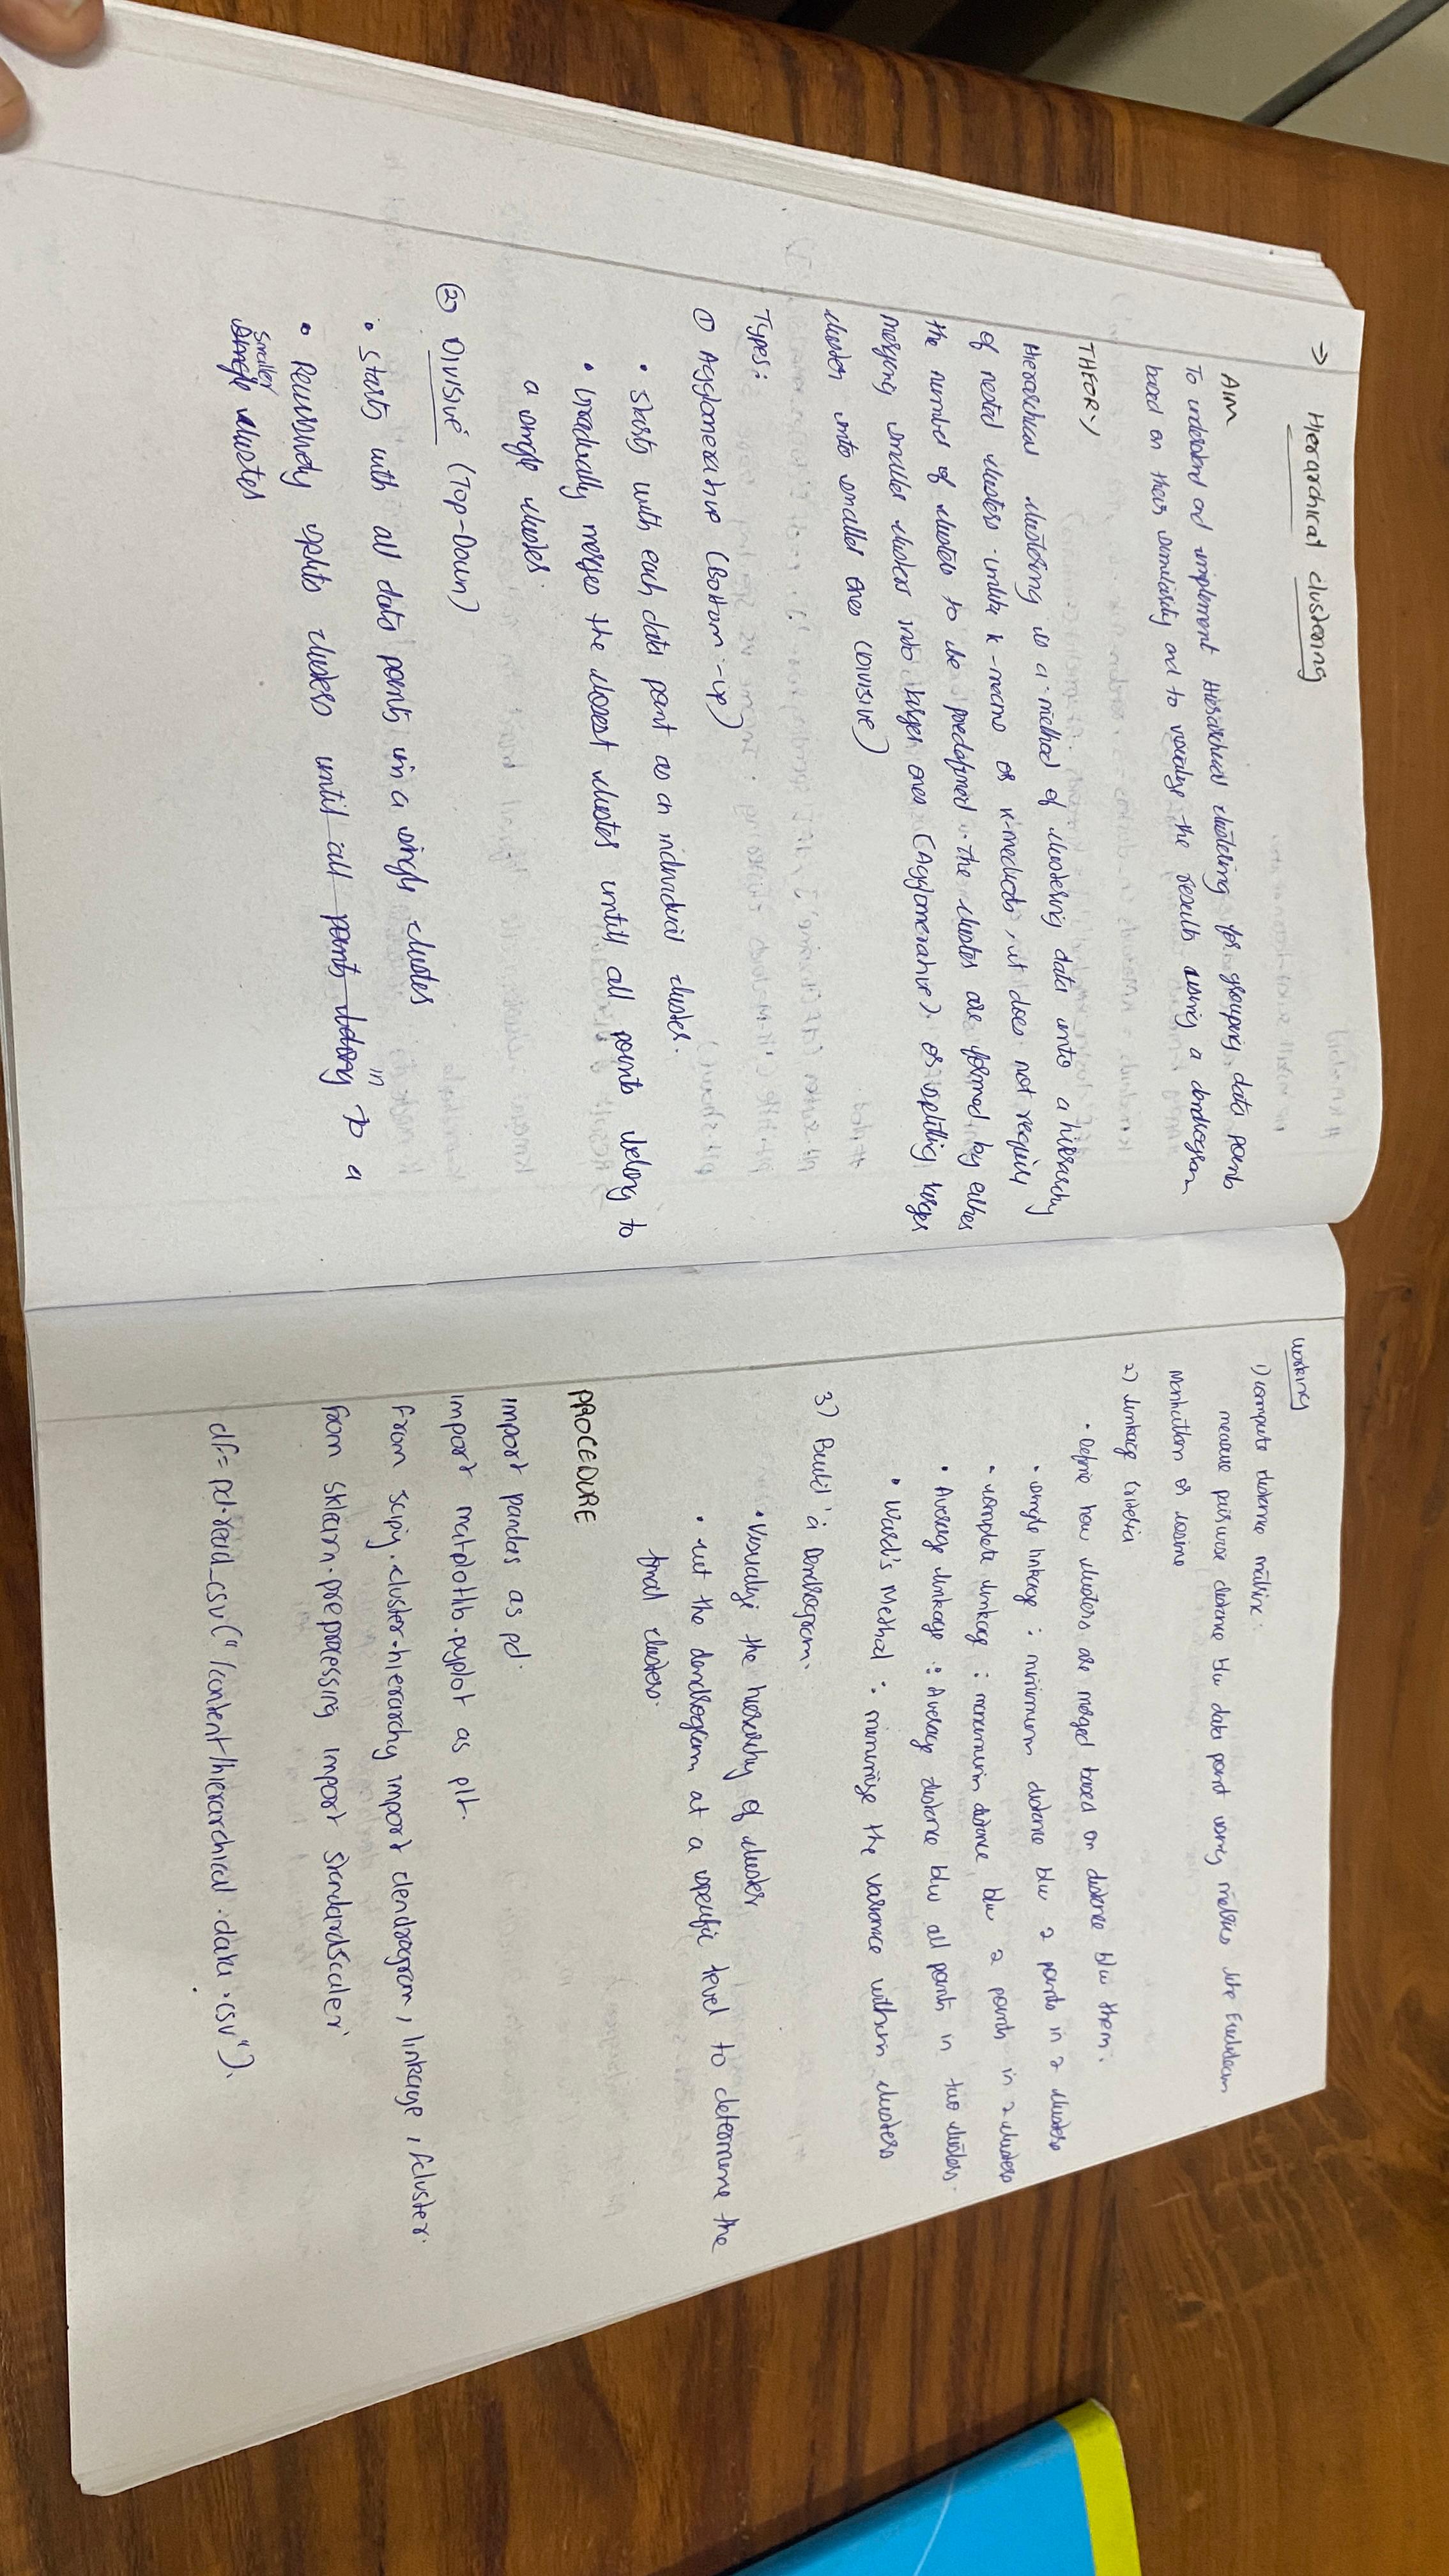 → Hierarchical clustering
AIM
To understand and implement Hierarchical clustering for grouping data points
based on their similarity and to visualize the results using a dendrogram
THEORY
Hierarchical clustering is a method of clustering data into a hierarchy
of nested clusters. unlike K-means or K-medoids, it does not require
the number of clusters to be predefined. the clusters are formed by either
merging smaller clusters into larger ones (Agglomerative) or splitting larger
clusters into smaller ones (Divisive)
Types:
① Agglomerative (Bottom-up)
• starts with each data point as an individual cluster.
• Gradually merges the closest clusters until all points belong to
a single cluster.
② Divisive (Top-Down)
• starts with all data points in a single cluster
• Recursively splits clusters until all points belong in to a
smaller cluster
Working
1) compute distance matrix:
measure pairwise distance b/w data point using metrics like Euclidean
Manhattan or cosine
2) linkage criteria
• Define how clusters are merged based on distance b/w them.
• single linkage: minimum distance b/w 2 points in 2 clusters
• complete linkage: maximum distance b/w 2 points in 2 clusters
• Average linkage: Average distance b/w all points in two clusters.
• Ward's Method: minimize the variance within clusters
3) Build a Dendrogram.
• visualize the hierarchy of cluster
• cut the dendrogram at a specific level to determine the
final clusters.
PROCEDURE
import pandas as pd.
import matplotlib.pyplot as plt.
from scipy.cluster.hierarchy import dendrogram, linkage, fcluster.
from sklearn.preprocessing import StandardScaler
df = pd.read_csv("/content/hierarchical.data.csv").